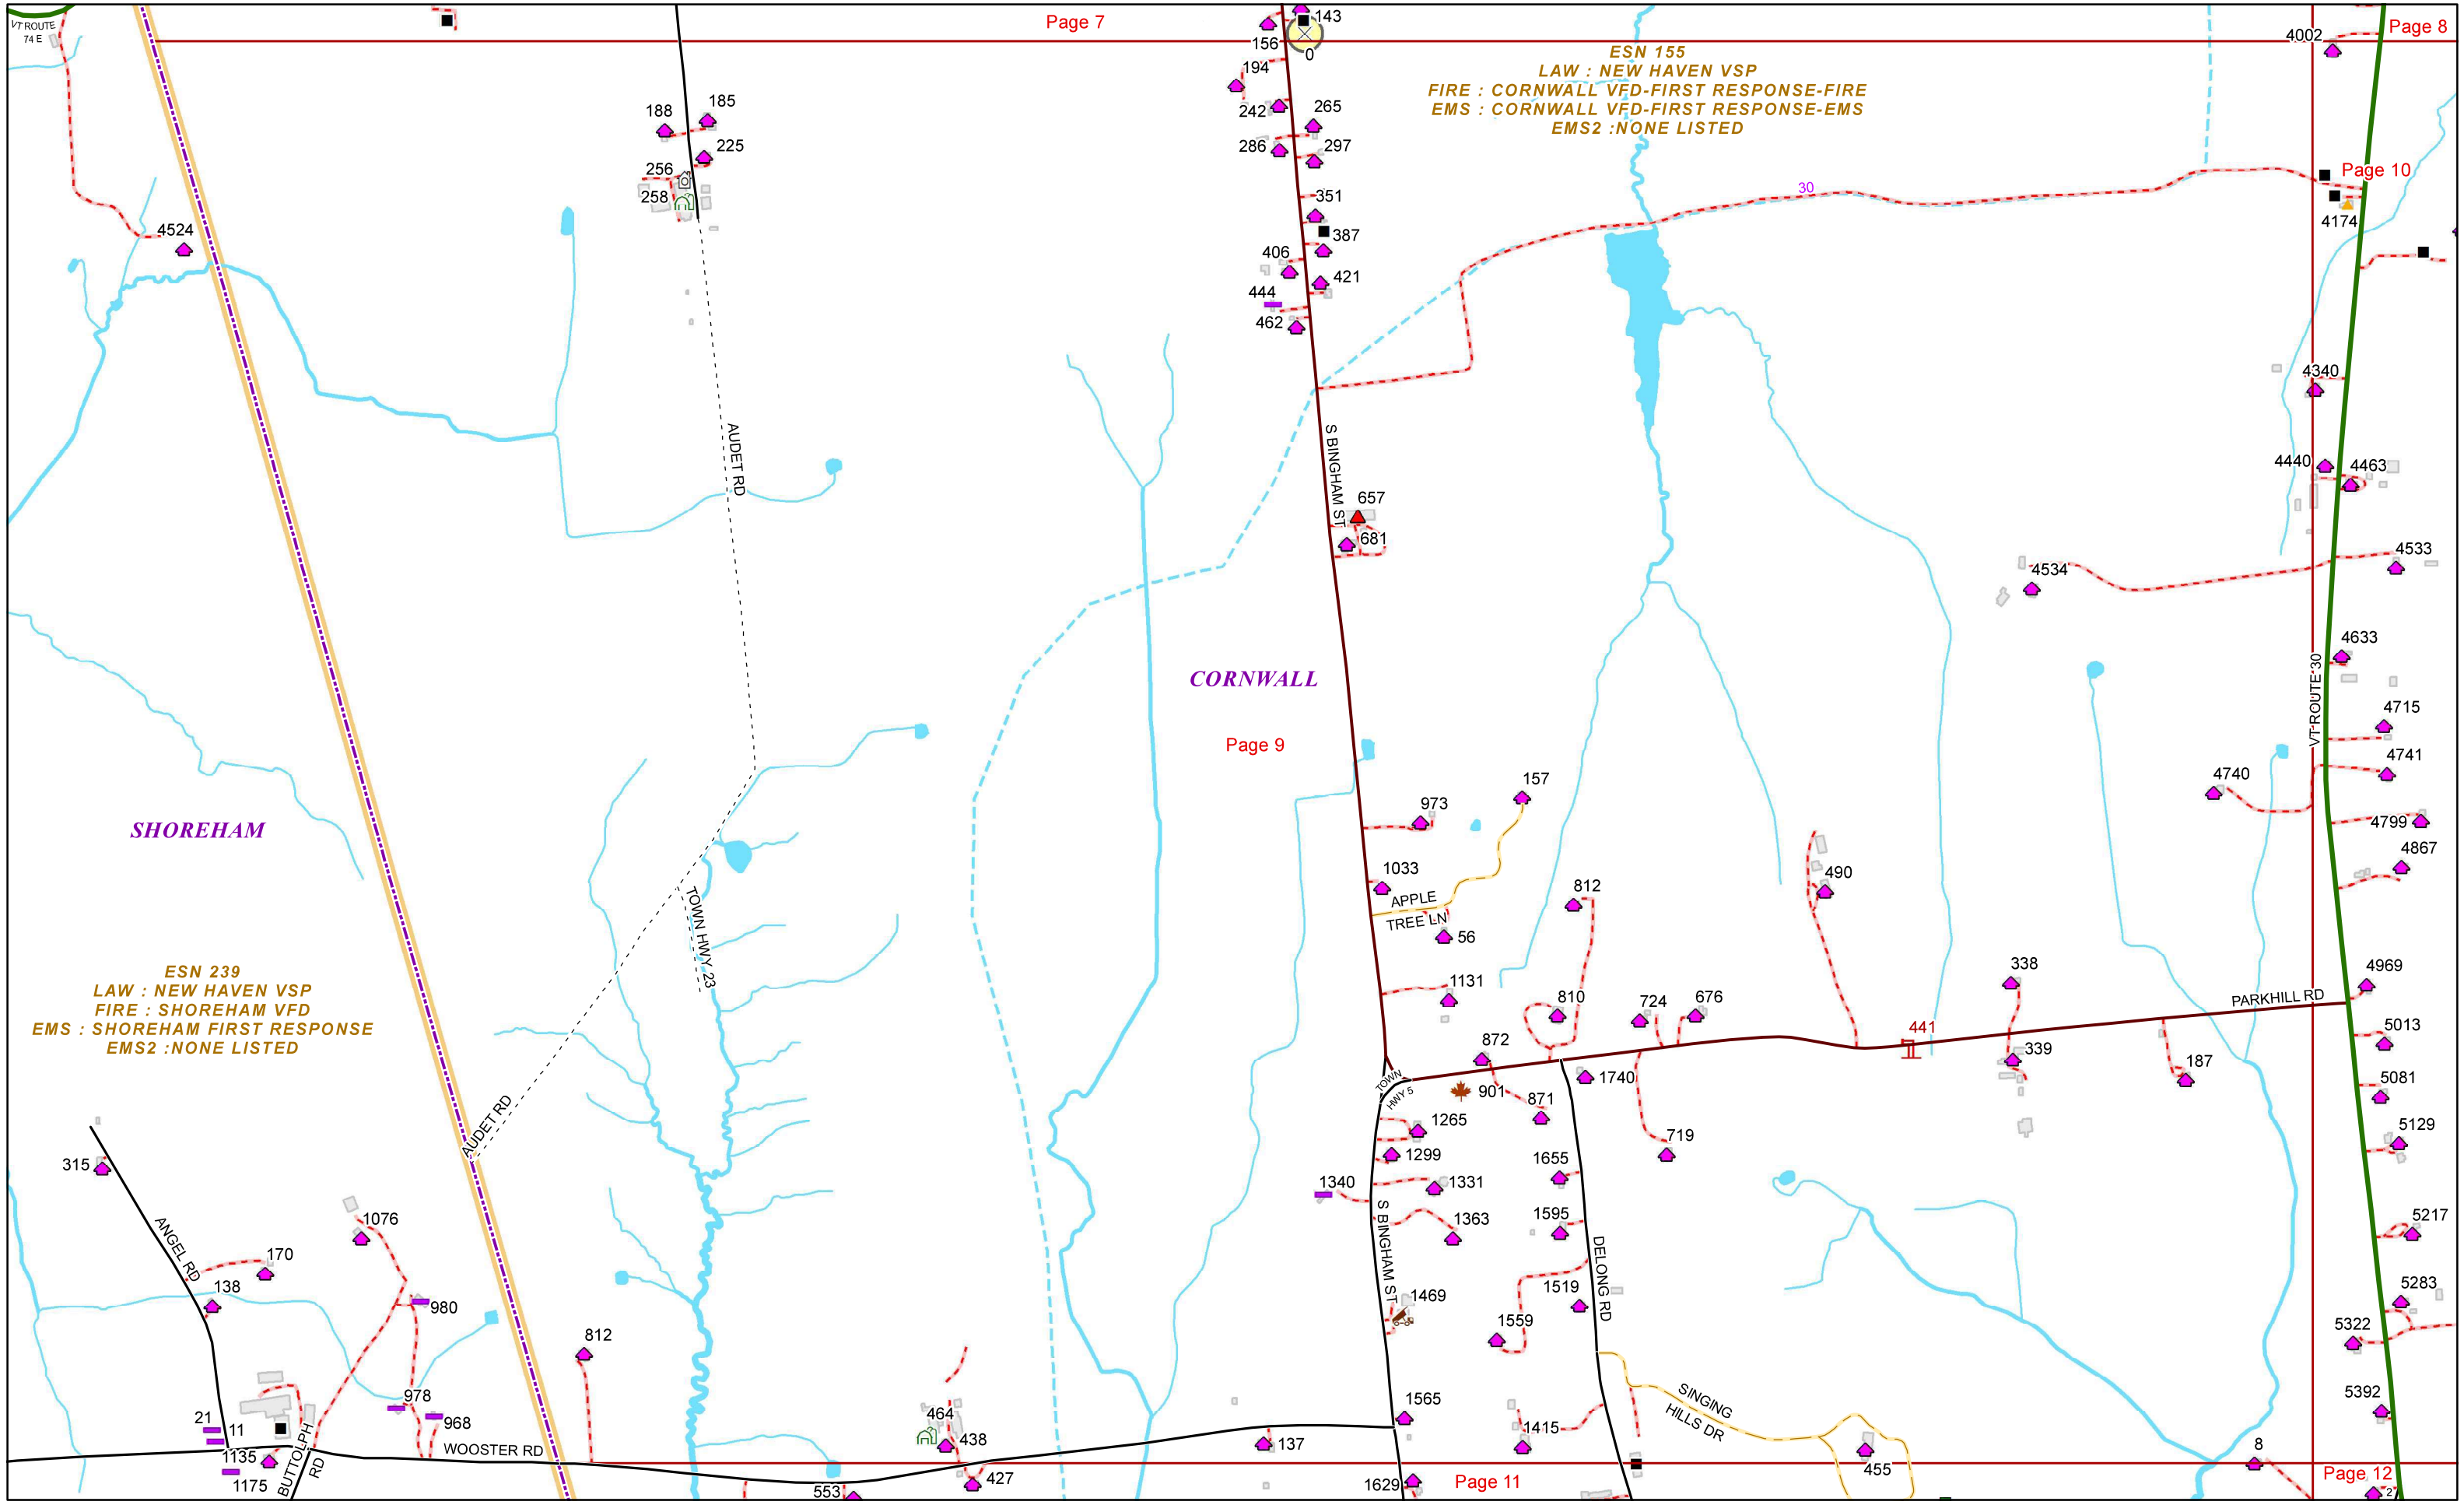 VT ROUTE
74 E
Page 7
143
156
0
ESN 155
LAW : NEW HAVEN VSP
FIRE : CORNWALL VFD-FIRST RESPONSE-FIRE
EMS : CORNWALL VFD-FIRST RESPONSE-EMS
EMS2 :NONE LISTED
4002
Page 8
194
242
265
188
185
225
286
297
256
258
351
387
30
Page 10
4174
4524
406
421
444
462
4340
AUDET RD
S BINGHAM ST
4440
4463
657
681
4533
4534
4633
VT ROUTE 30
CORNWALL
Page 9
4715
4741
4740
157
973
4799
SHOREHAM
4867
1033
APPLE
TREE LN
56
812
490
TOWN HWY 23
ESN 239
LAW : NEW HAVEN VSP
FIRE : SHOREHAM VFD
EMS : SHOREHAM FIRST RESPONSE
EMS2 :NONE LISTED
1131
810
724
676
338
4969
PARKHILL RD
441
872
339
5013
187
5081
TOWN
HWY 5
901
871
1740
AUDET RD
1265
719
5129
315
1299
1655
1340
1331
1076
ANGEL RD
1363
1595
S BINGHAM ST
DELONG RD
5217
170
138
980
1469
1519
5283
1559
5322
812
978
968
21
11
464
438
1565
1415
SINGING
HILLS DR
5392
WOOSTER RD
137
455
8
1135
1175
BUTTOLPH
RD
427
553
1629
Page 11
Page 12
2